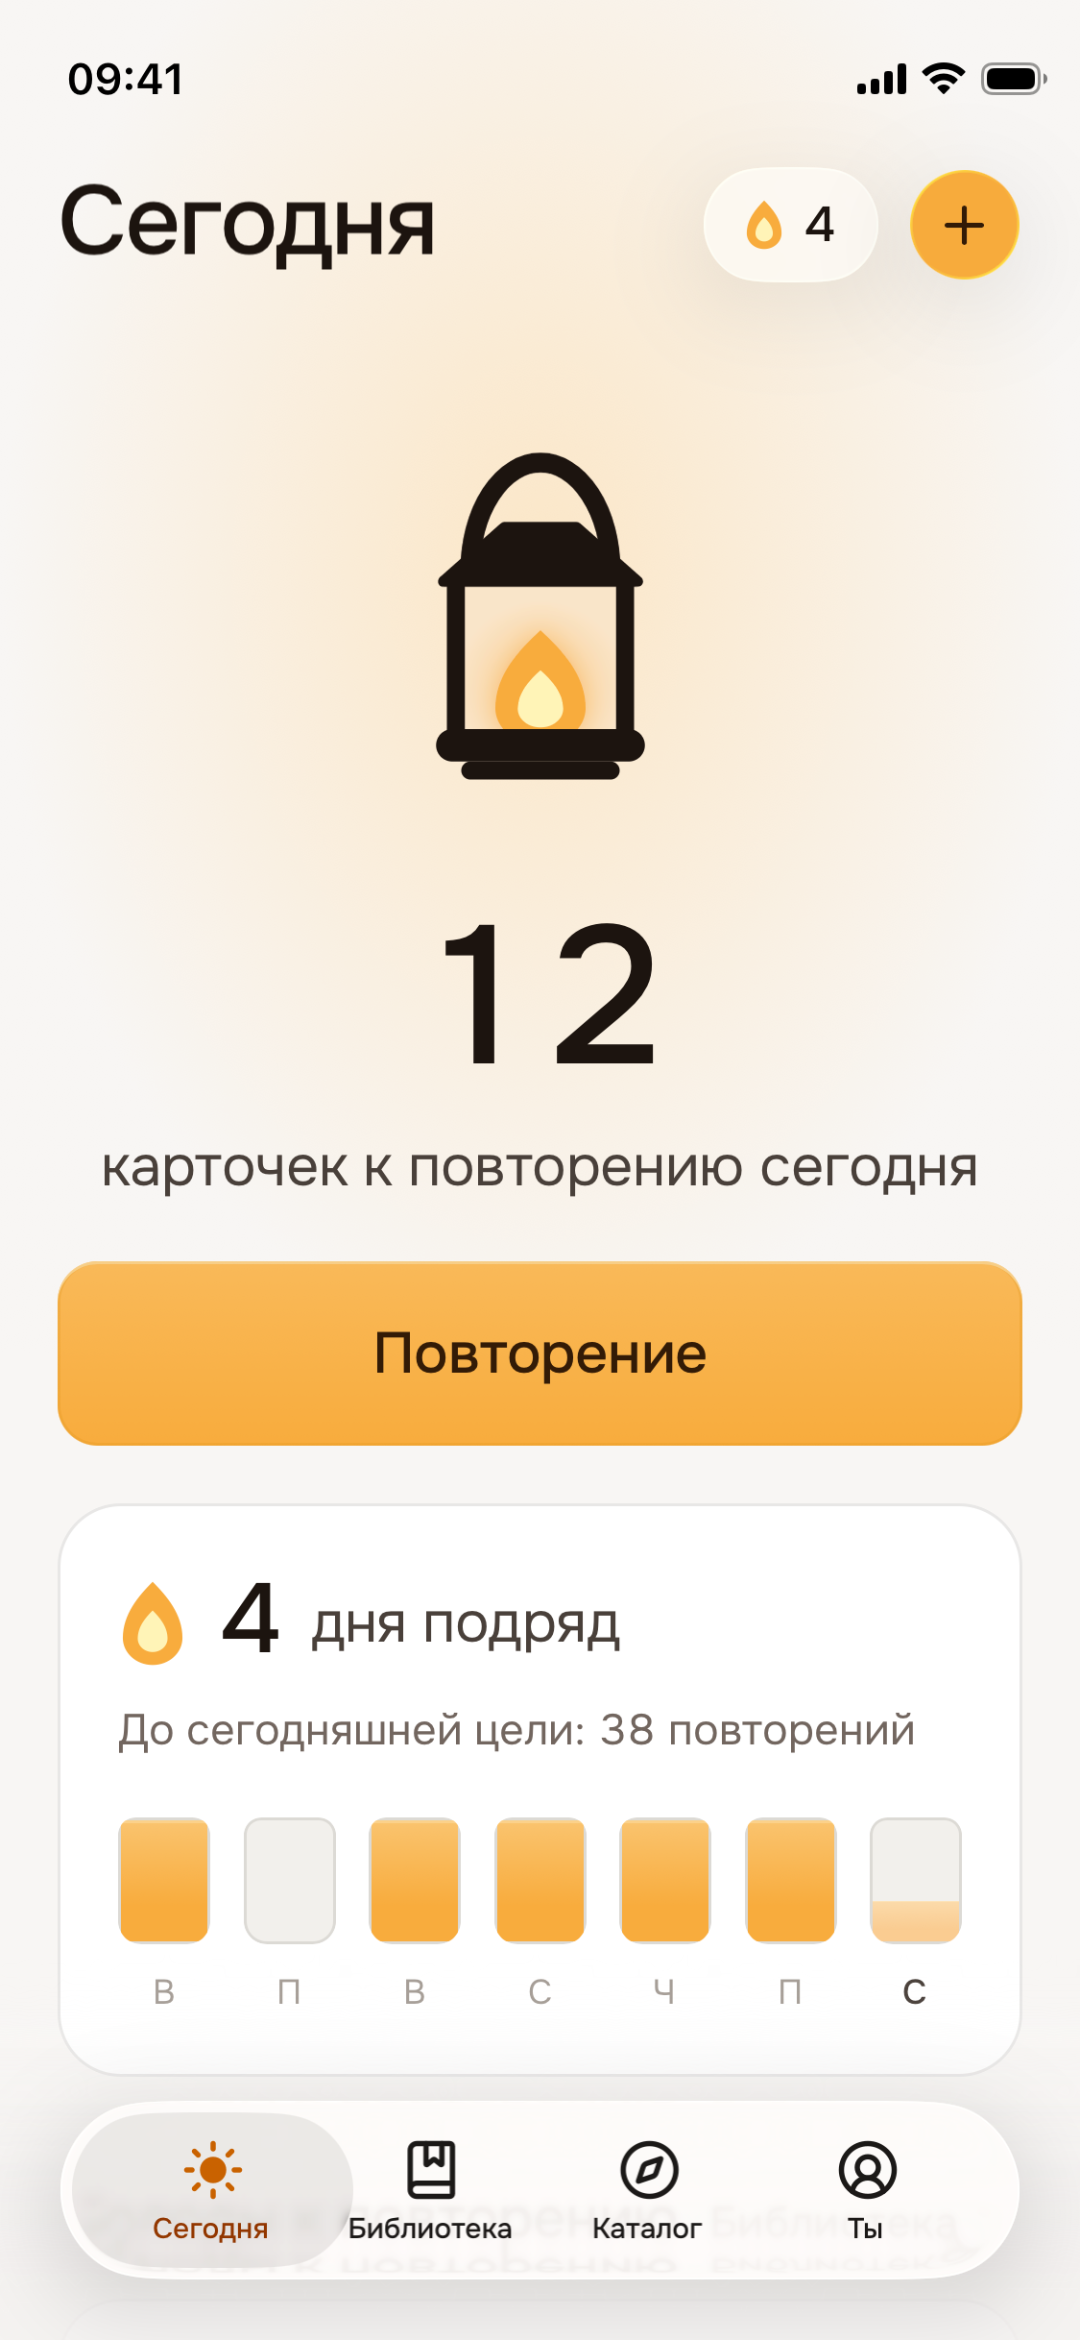 09:41
Сегодня
4
12
карточек к повторению сегодня
Повторение
4 дня подряд
До сегодняшней цели: 38 повторений
В П В С Ч П С
Сегодня Библиотека Каталог Ты